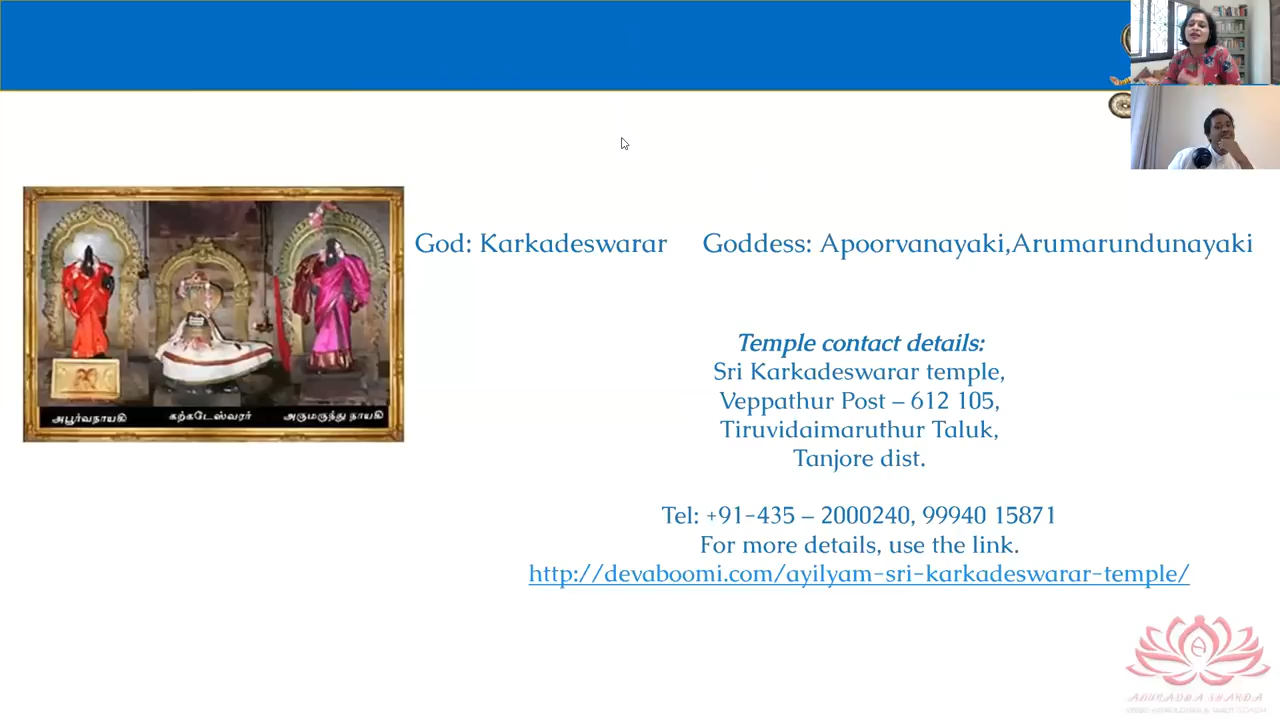 God: Karkadeswarar Goddess: Apoorvanayaki,Arumarundunayaki
அபூர்வநாயகி கற்கடேஸ்வரர் அருமருந்து நாயகி
Temple contact details:
Sri Karkadeswarar temple,
Veppathur Post – 612 105,
Tiruvidaimaruthur Taluk,
Tanjore dist.
Tel: +91-435 – 2000240, 99940 15871
For more details, use the link.
http://devaboomi.com/ayilyam-sri-karkadeswarar-temple/
ANURADHA SHARDA